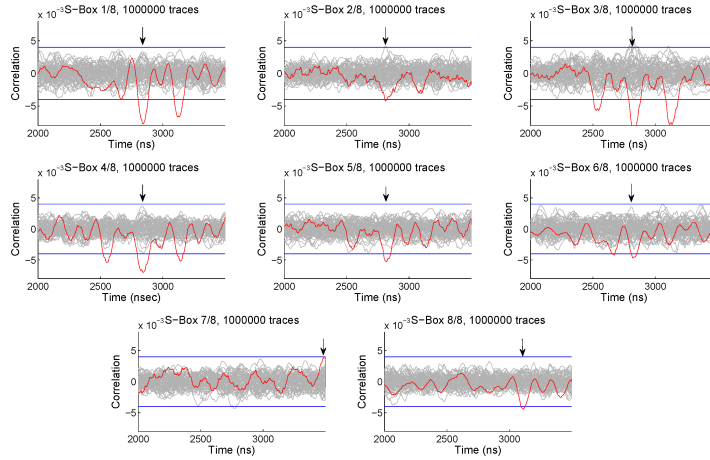 × 10⁻³ S−Box 1/8, 1000000 traces
5
0
−5
Correlation
2000 2500 3000
Time (ns)
× 10⁻³ S−Box 2/8, 1000000 traces
5
0
−5
Correlation
2000 2500 3000
Time (ns)
× 10⁻³ S−Box 3/8, 1000000 traces
5
0
−5
Correlation
2000 2500 3000
Time (ns)
× 10⁻³ S−Box 4/8, 1000000 traces
5
0
−5
Correlation
2000 2500 3000
Time (nsec)
× 10⁻³ S−Box 5/8, 1000000 traces
5
0
−5
Correlation
2000 2500 3000
Time (ns)
× 10⁻³ S−Box 6/8, 1000000 traces
5
0
−5
Correlation
2000 2500 3000
Time (ns)
× 10⁻³ S−Box 7/8, 1000000 traces
5
0
−5
Correlation
2000 2500 3000
Time (ns)
× 10⁻³ S−Box 8/8, 1000000 traces
5
0
−5
Correlation
2000 2500 3000
Time (ns)